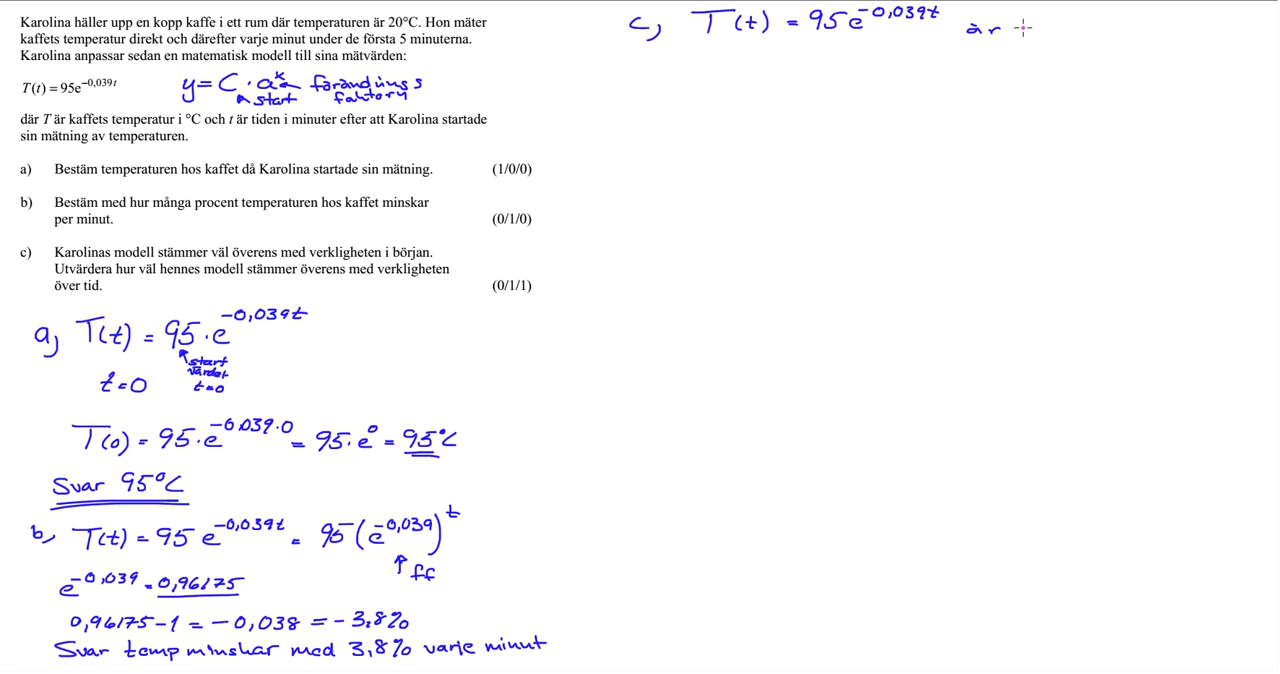 Karolina häller upp en kopp kaffe i ett rum där temperaturen är 20°C. Hon mäter
kaffets temperatur direkt och därefter varje minut under de första 5 minuterna.
Karolina anpassar sedan en matematisk modell till sina mätvärden:
T(t) = 95e^−0,039t
y = C · a^x förändrings
start faktory
där T är kaffets temperatur i °C och t är tiden i minuter efter att Karolina startade
sin mätning av temperaturen.
a) Bestäm temperaturen hos kaffet då Karolina startade sin mätning. (1/0/0)
b) Bestäm med hur många procent temperaturen hos kaffet minskar
per minut. (0/1/0)
c) Karolinas modell stämmer väl överens med verkligheten i början.
Utvärdera hur väl hennes modell stämmer överens med verkligheten
över tid. (0/1/1)
a) T(t) = 95 · e^−0,039t
start
värdet
t=0 t=0
T(0) = 95 · e^−0,039·0 = 95 · e^0 = 95°C
Svar 95°C
b) T(t) = 95 e^−0,039t = 95 (e^−0,039)^t
ff
e^−0,039 = 0,96175
0,96175 − 1 = −0,038 = −3,8%
Svar temp minskar med 3,8% varje minut
c) T(t) = 95e^−0,039t är